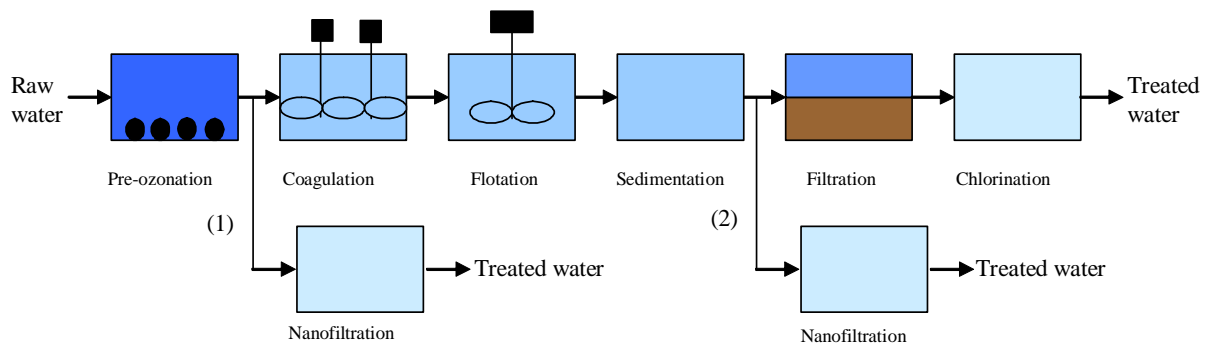 Raw
water
Treated
water
Pre-ozonation
Coagulation
Flotation
Sedimentation
Filtration
Chlorination
(1)
(2)
Treated water
Treated water
Nanofiltration
Nanofiltration